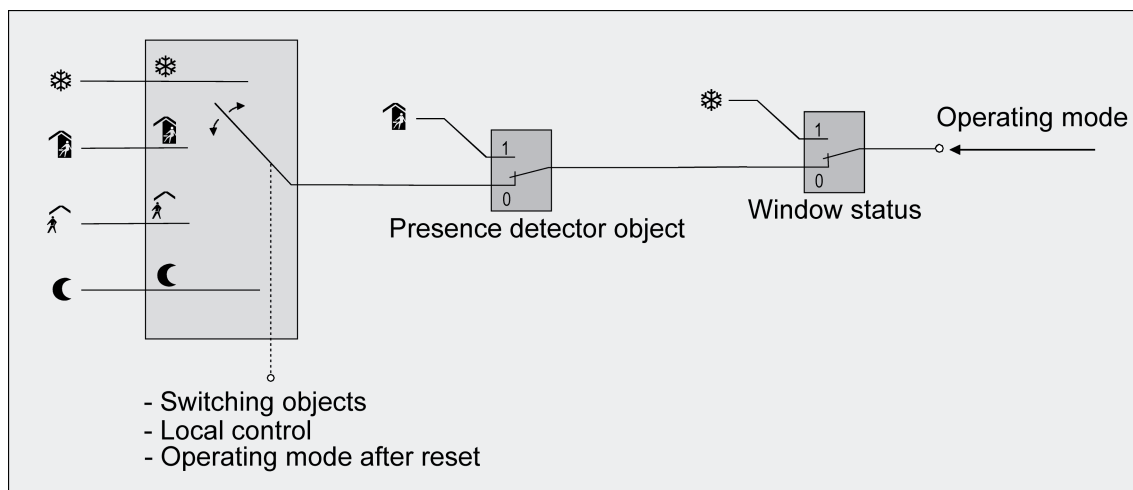 Operating mode
1
0
Presence detector object
1
0
Window status
- Switching objects
- Local control
- Operating mode after reset